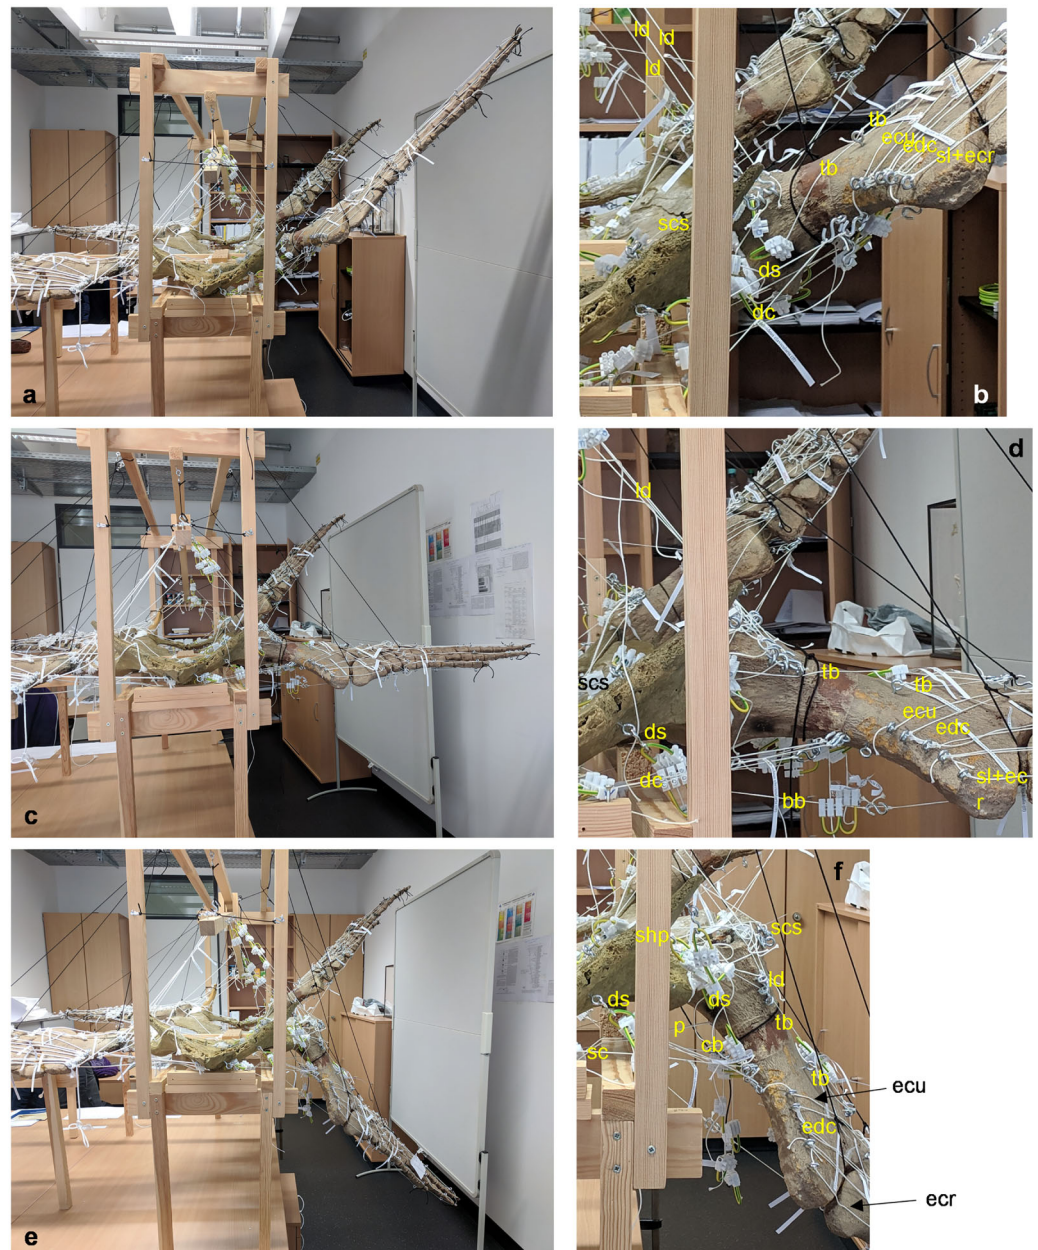 a
ld
ld
ld
tb
ecu
edc
sl+ecr
tb
scs
ds
dc
b
c
d
ld
scs
tb
tb
ecu
edc
ds
dc
bb
sl+ec
r
e
f
shp
scs
ds
ds
ld
p
tb
cb
sc
tb
ecu
edc
ecr